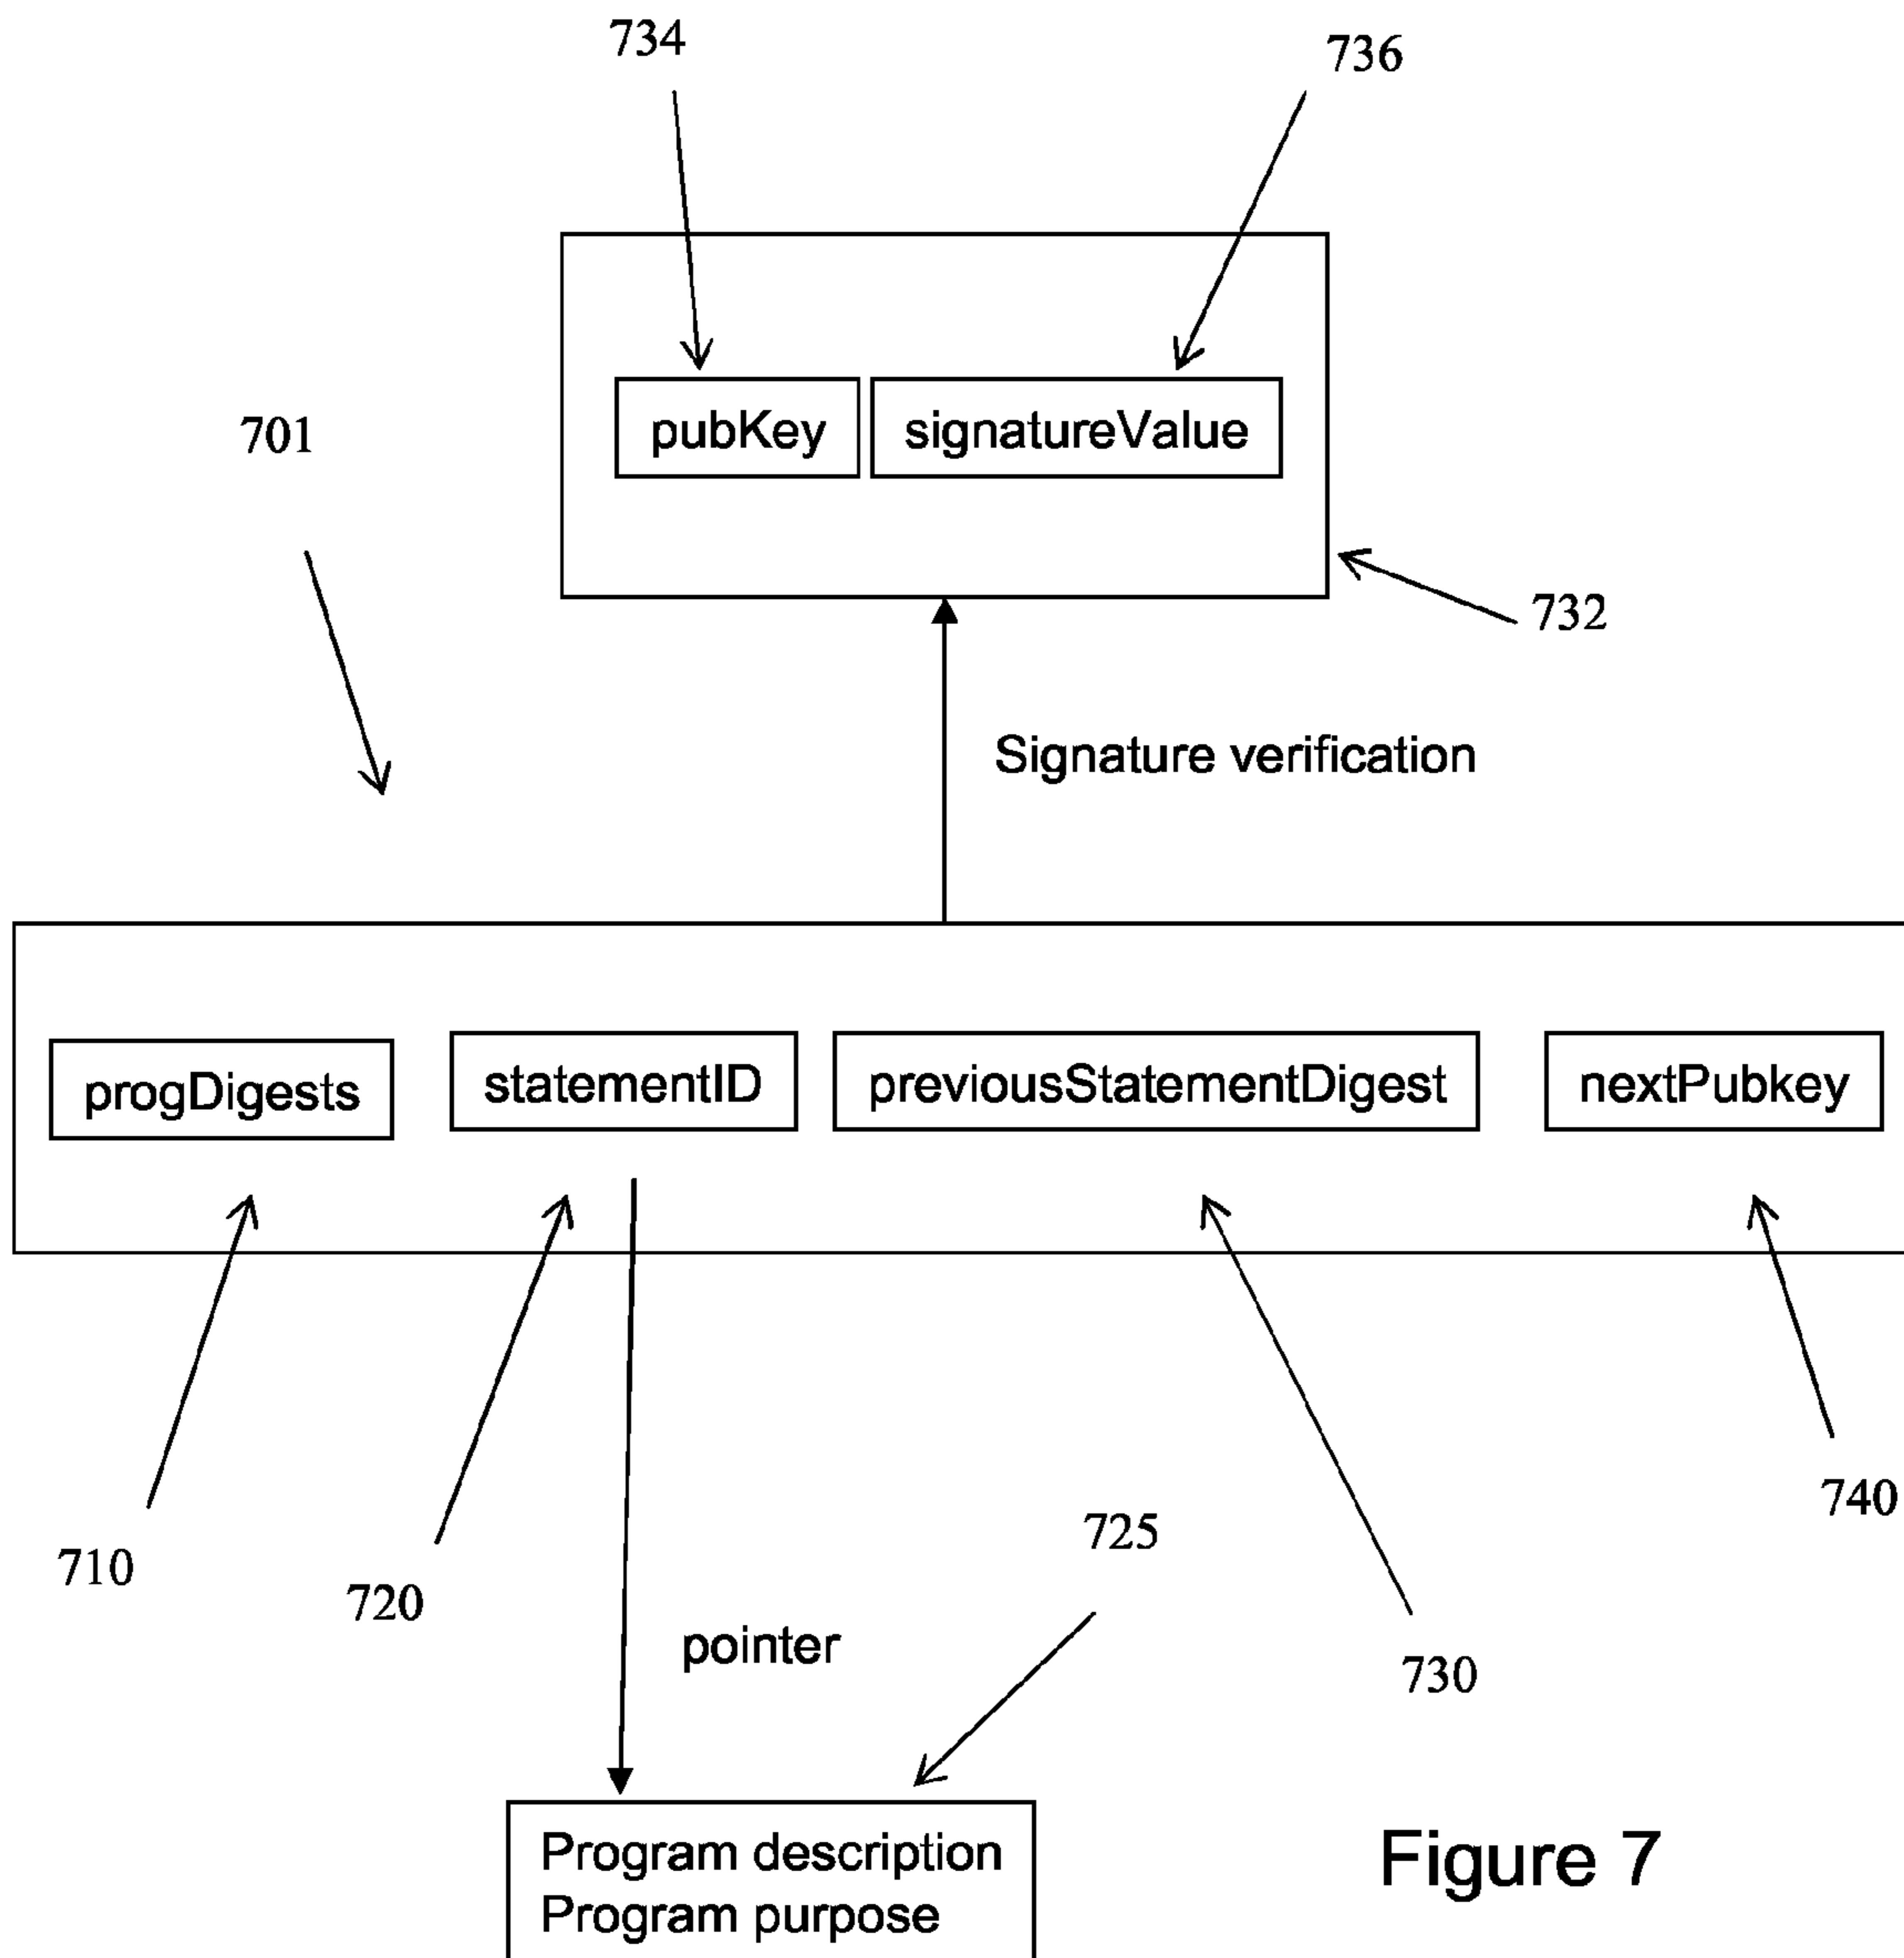 734
736
pubKey
signatureValue
701
732
Signature verification
progDigests
statementID
previousStatementDigest
nextPubkey
710
720
725
740
pointer
730
Program description
Program purpose
Figure 7